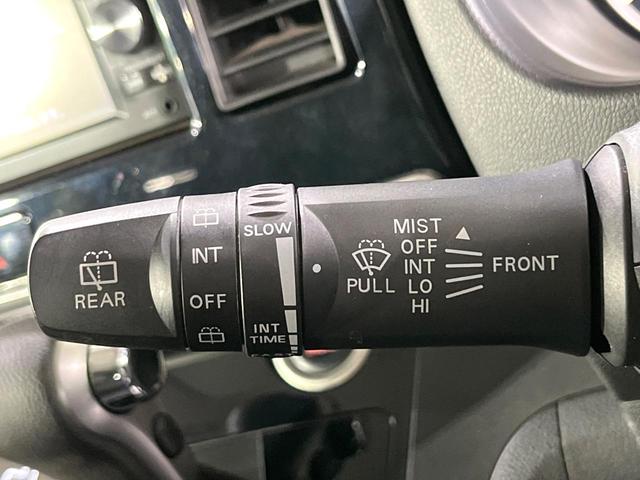 REAR
INT
OFF
SLOW
INT
TIME
PULL
MIST
OFF
INT
LO
HI
FRONT